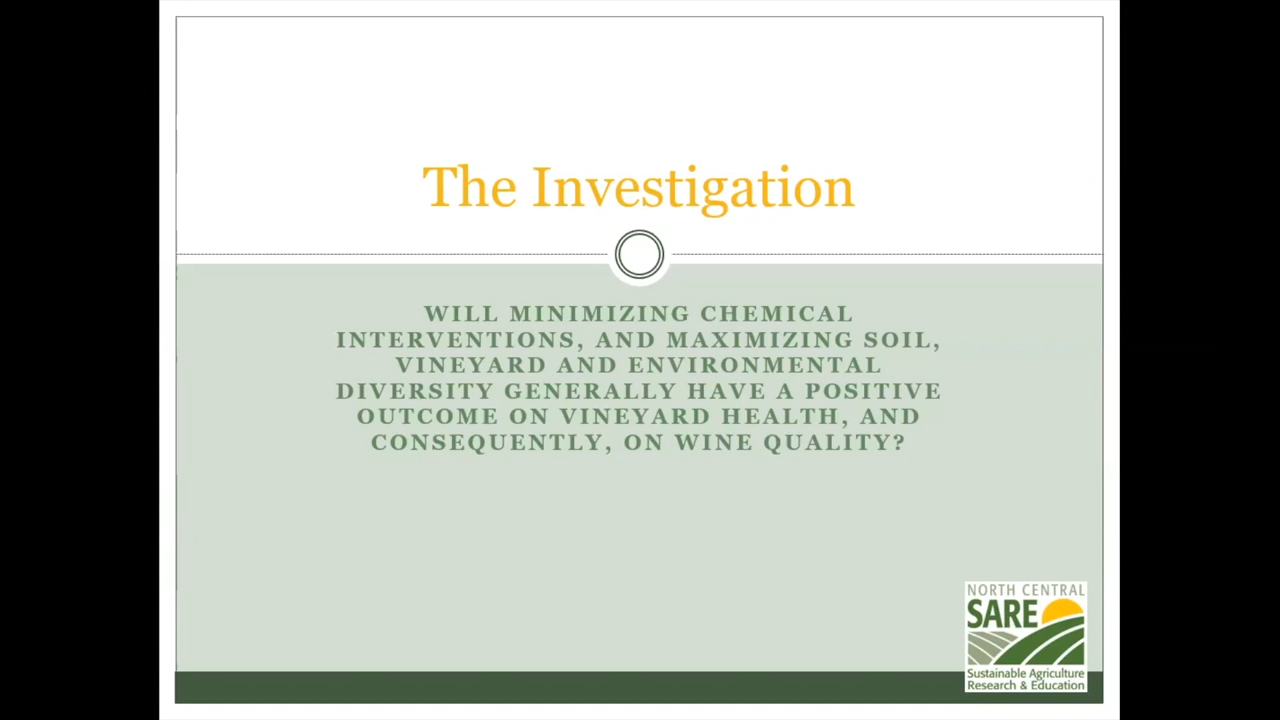 The Investigation
WILL MINIMIZING CHEMICAL
INTERVENTIONS, AND MAXIMIZING SOIL,
VINEYARD AND ENVIRONMENTAL
DIVERSITY GENERALLY HAVE A POSITIVE
OUTCOME ON VINEYARD HEALTH, AND
CONSEQUENTLY, ON WINE QUALITY?
NORTH CENTRAL
SARE
Sustainable Agriculture
Research & Education